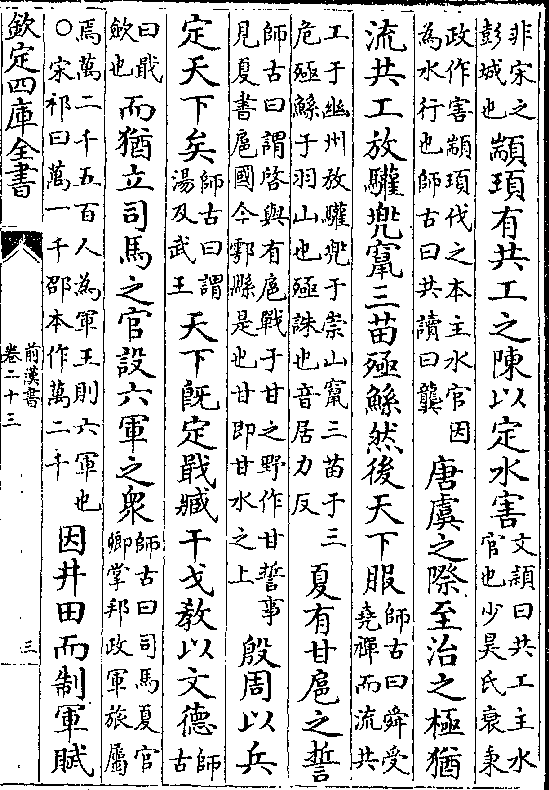 非宋之彭城也顓頊有共工之陳以定水害文頴曰共工主水官也少昊氏衰秉
政作害顓頊代之本主水官因為水行也師古曰共讀曰龔唐虞之際至治之極猶
流共工放驩兜竄三苗殛鯀然後天下服師古曰舜受堯禪而流共
工于幽州放驩兜于崇山竄三苗于三危殛鯀于羽山也殛誅也音居力反夏有甘扈之誓
師古曰謂啓與有扈戰于甘之野作甘誓事見夏書扈國今鄠縣是也甘即甘水之上殷周以兵
定天下矣師古曰謂湯及武王天下既定戢臧干戈教以文德師古
曰戢歛也而猶立司馬之官設六軍之衆師古曰司馬夏官卿掌邦政軍旅屬
焉萬二千五百人為軍王則六軍也○宋祁曰萬一千邵本作萬二千因井田而制軍賦
欽定四庫全書
前漢書
卷二十三
三